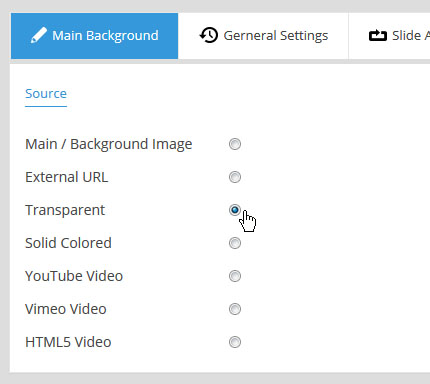 Main Background
Gerneral Settings
Slide A
Source
Main / Background Image
External URL
Transparent
Solid Colored
YouTube Video
Vimeo Video
HTML5 Video